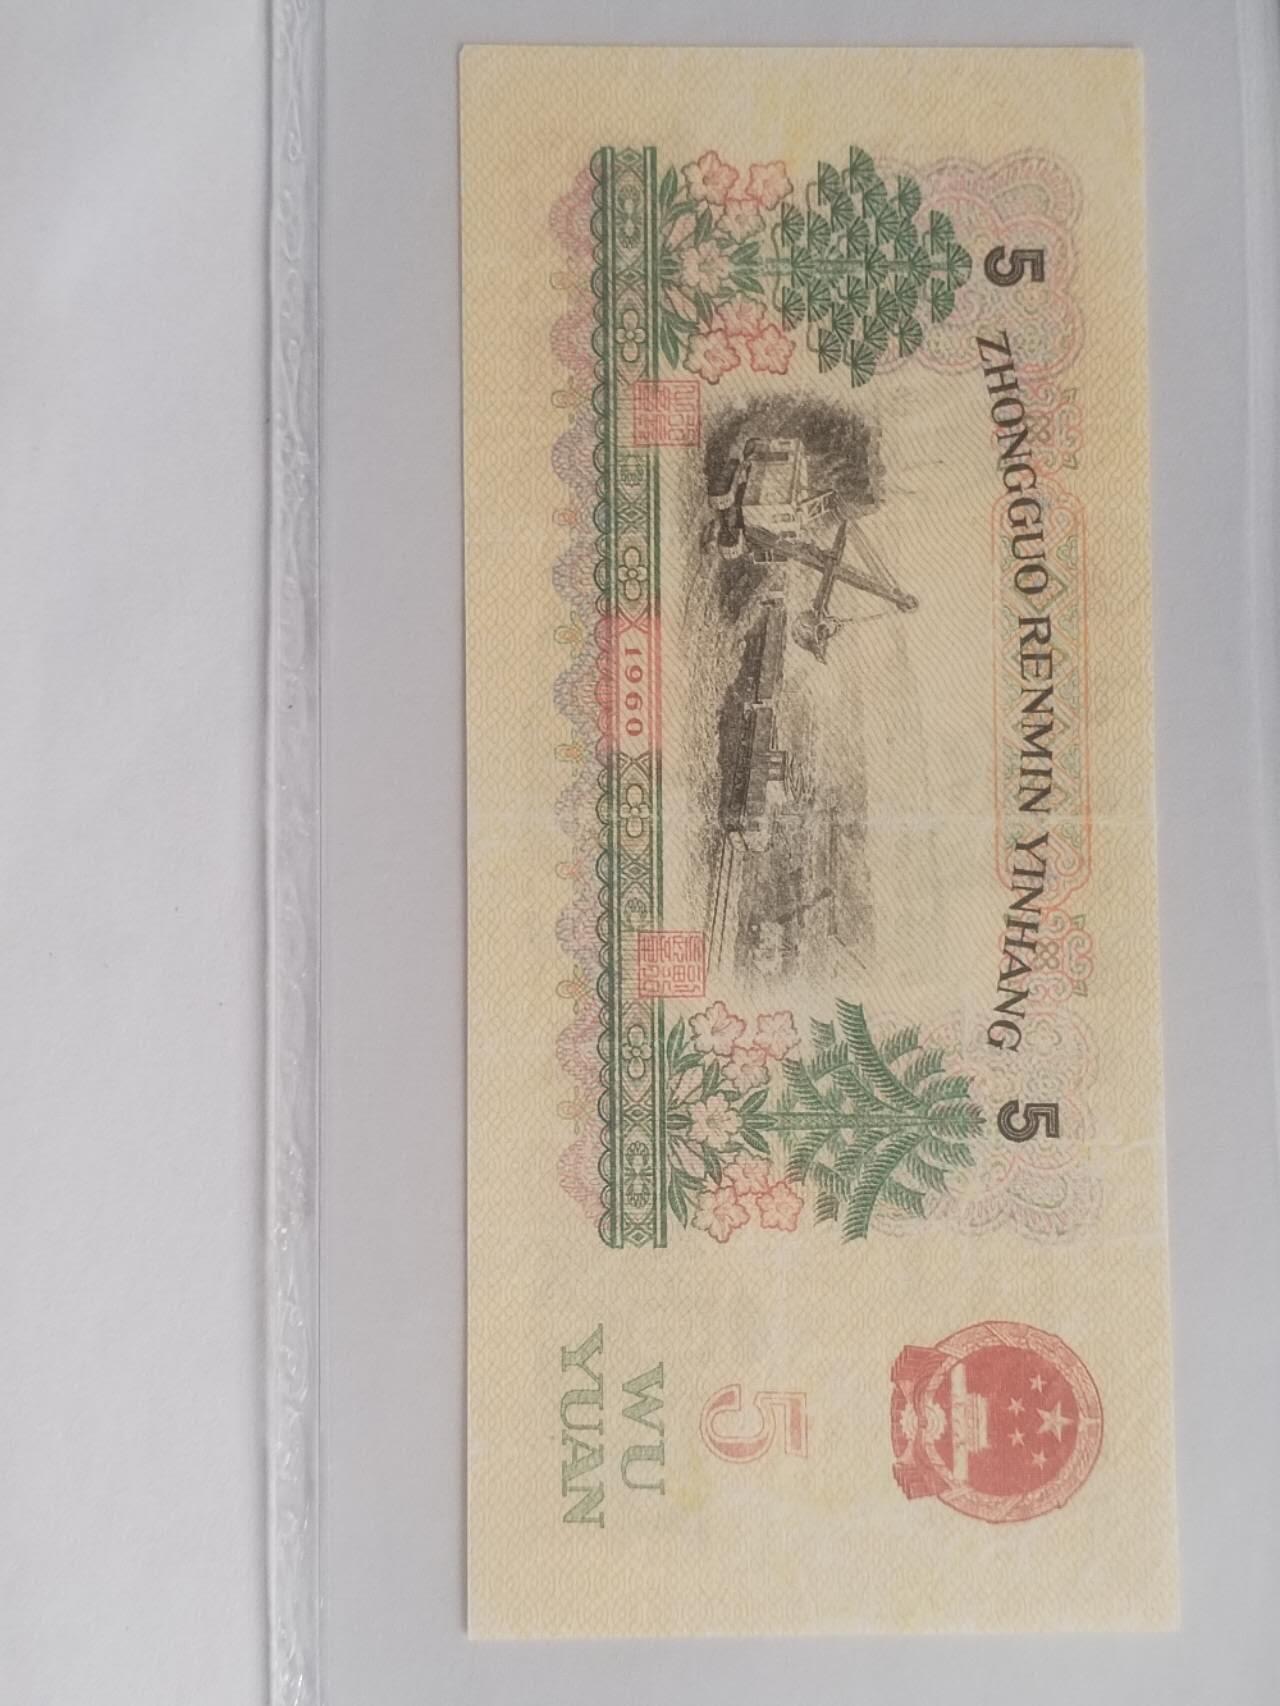 5 ZHONGGUO RENMIN YINHANG 5
5
WU
YUAN
1960